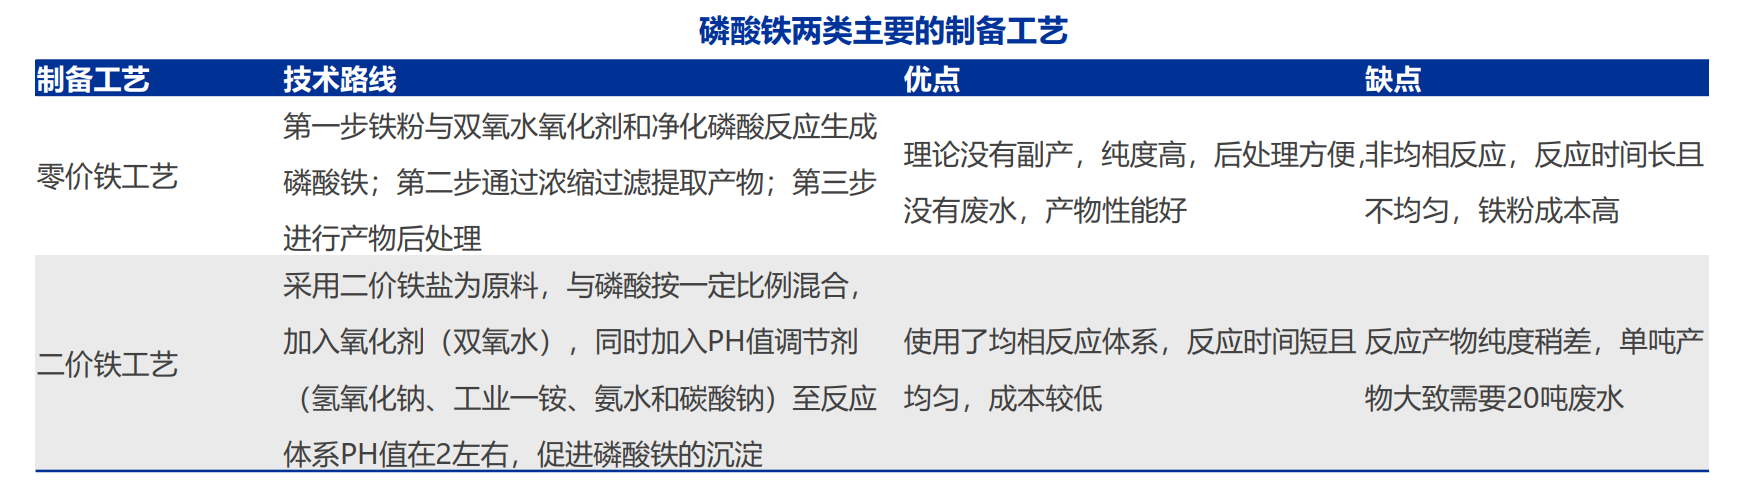 磷酸铁两类主要的制备工艺
制备工艺 技术路线 优点 缺点
零价铁工艺
第一步铁粉与双氧水氧化剂和净化磷酸反应生成
磷酸铁；第二步通过浓缩过滤提取产物；第三步
进行产物后处理
理论没有副产，纯度高，后处理方便，
没有废水，产物性能好
非均相反应，反应时间长且
不均匀，铁粉成本高
二价铁工艺
采用二价铁盐为原料，与磷酸按一定比例混合，
加入氧化剂（双氧水），同时加入PH值调节剂
（氢氧化钠、工业一铵、氨水和碳酸钠）至反应
体系PH值在2左右，促进磷酸铁的沉淀
使用了均相反应体系，反应时间短且
均匀，成本较低
反应产物纯度稍差，单吨产
物大致需要20吨废水